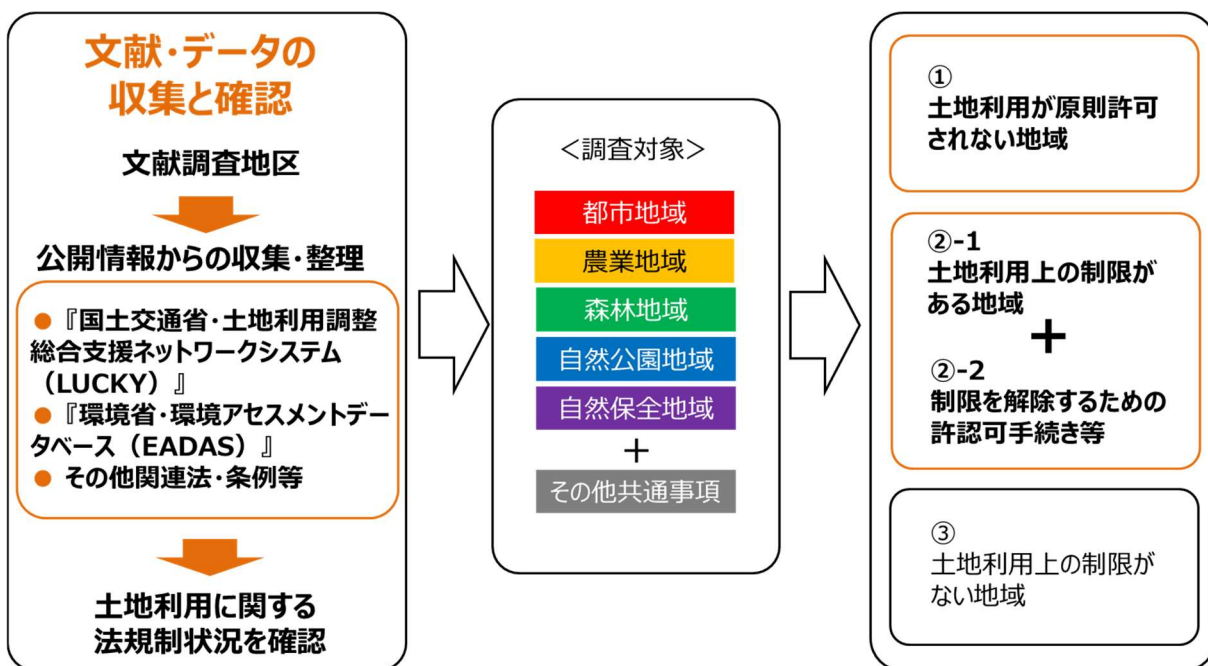 文献・データの
収集と確認
文献調査地区
公開情報からの収集・整理
● 『国土交通省・土地利用調整
総合支援ネットワークシステム
（LUCKY）』
● 『環境省・環境アセスメントデー
タベース（EADAS）』
● その他関連法・条例等
土地利用に関する
法規制状況を確認
＜調査対象＞
都市地域
農業地域
森林地域
自然公園地域
自然保全地域
＋
その他共通事項
①
土地利用が原則許可
されない地域
②-1
土地利用上の制限が
ある地域
＋
②-2
制限を解除するための
許認可手続き等
③
土地利用上の制限が
ない地域